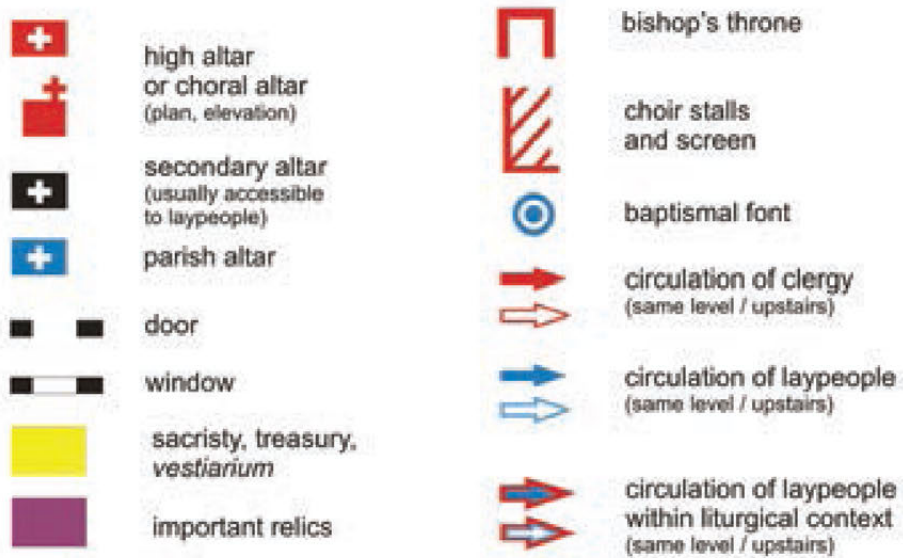 high altar
or choral altar
(plan, elevation)
secondary altar
(usually accessible
to laypeople)
parish altar
door
window
sacristy, treasury,
vestiarium
important relics
bishop's throne
choir stalls
and screen
baptismal font
circulation of clergy
(same level / upstairs)
circulation of laypeople
(same level / upstairs)
circulation of laypeople
within liturgical context
(same level / upstairs)